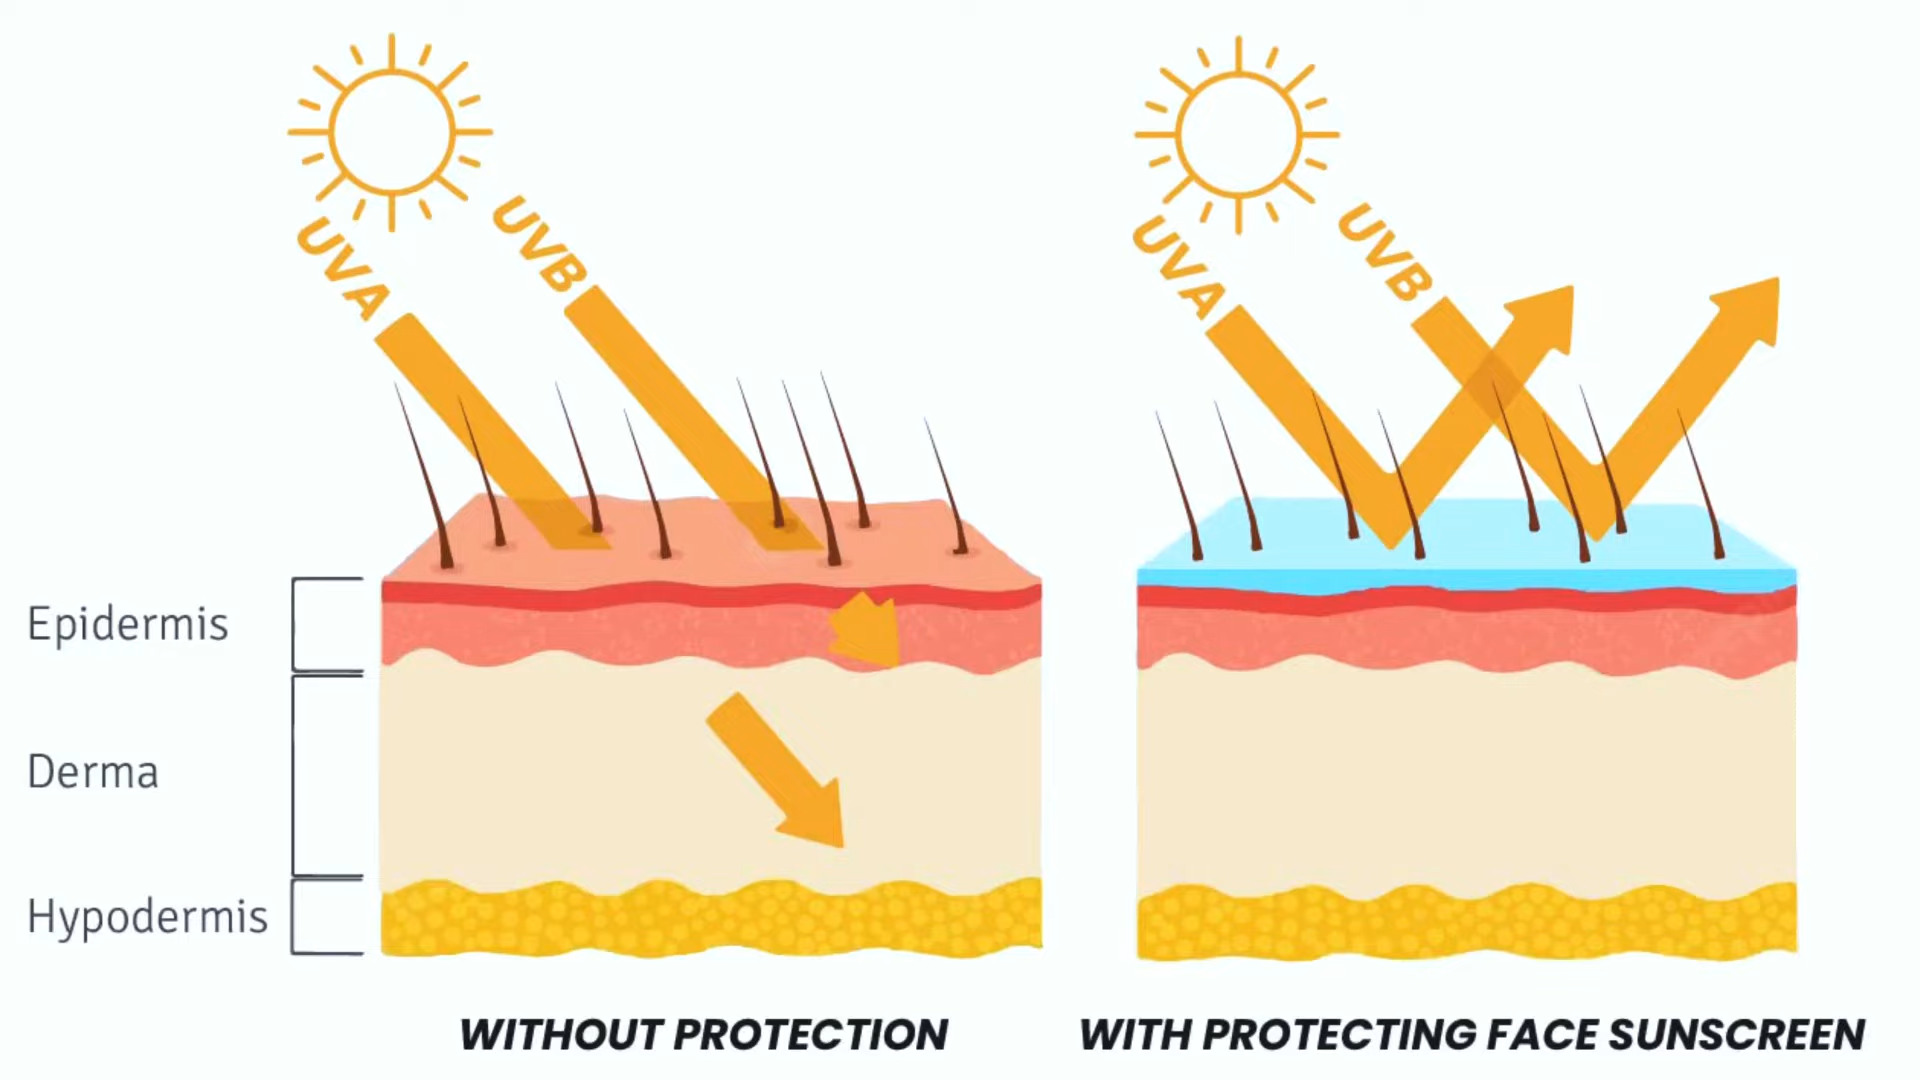 UVA
UVB
UVA
UVB
Epidermis
Derma
Hypodermis
WITHOUT PROTECTION
WITH PROTECTING FACE SUNSCREEN